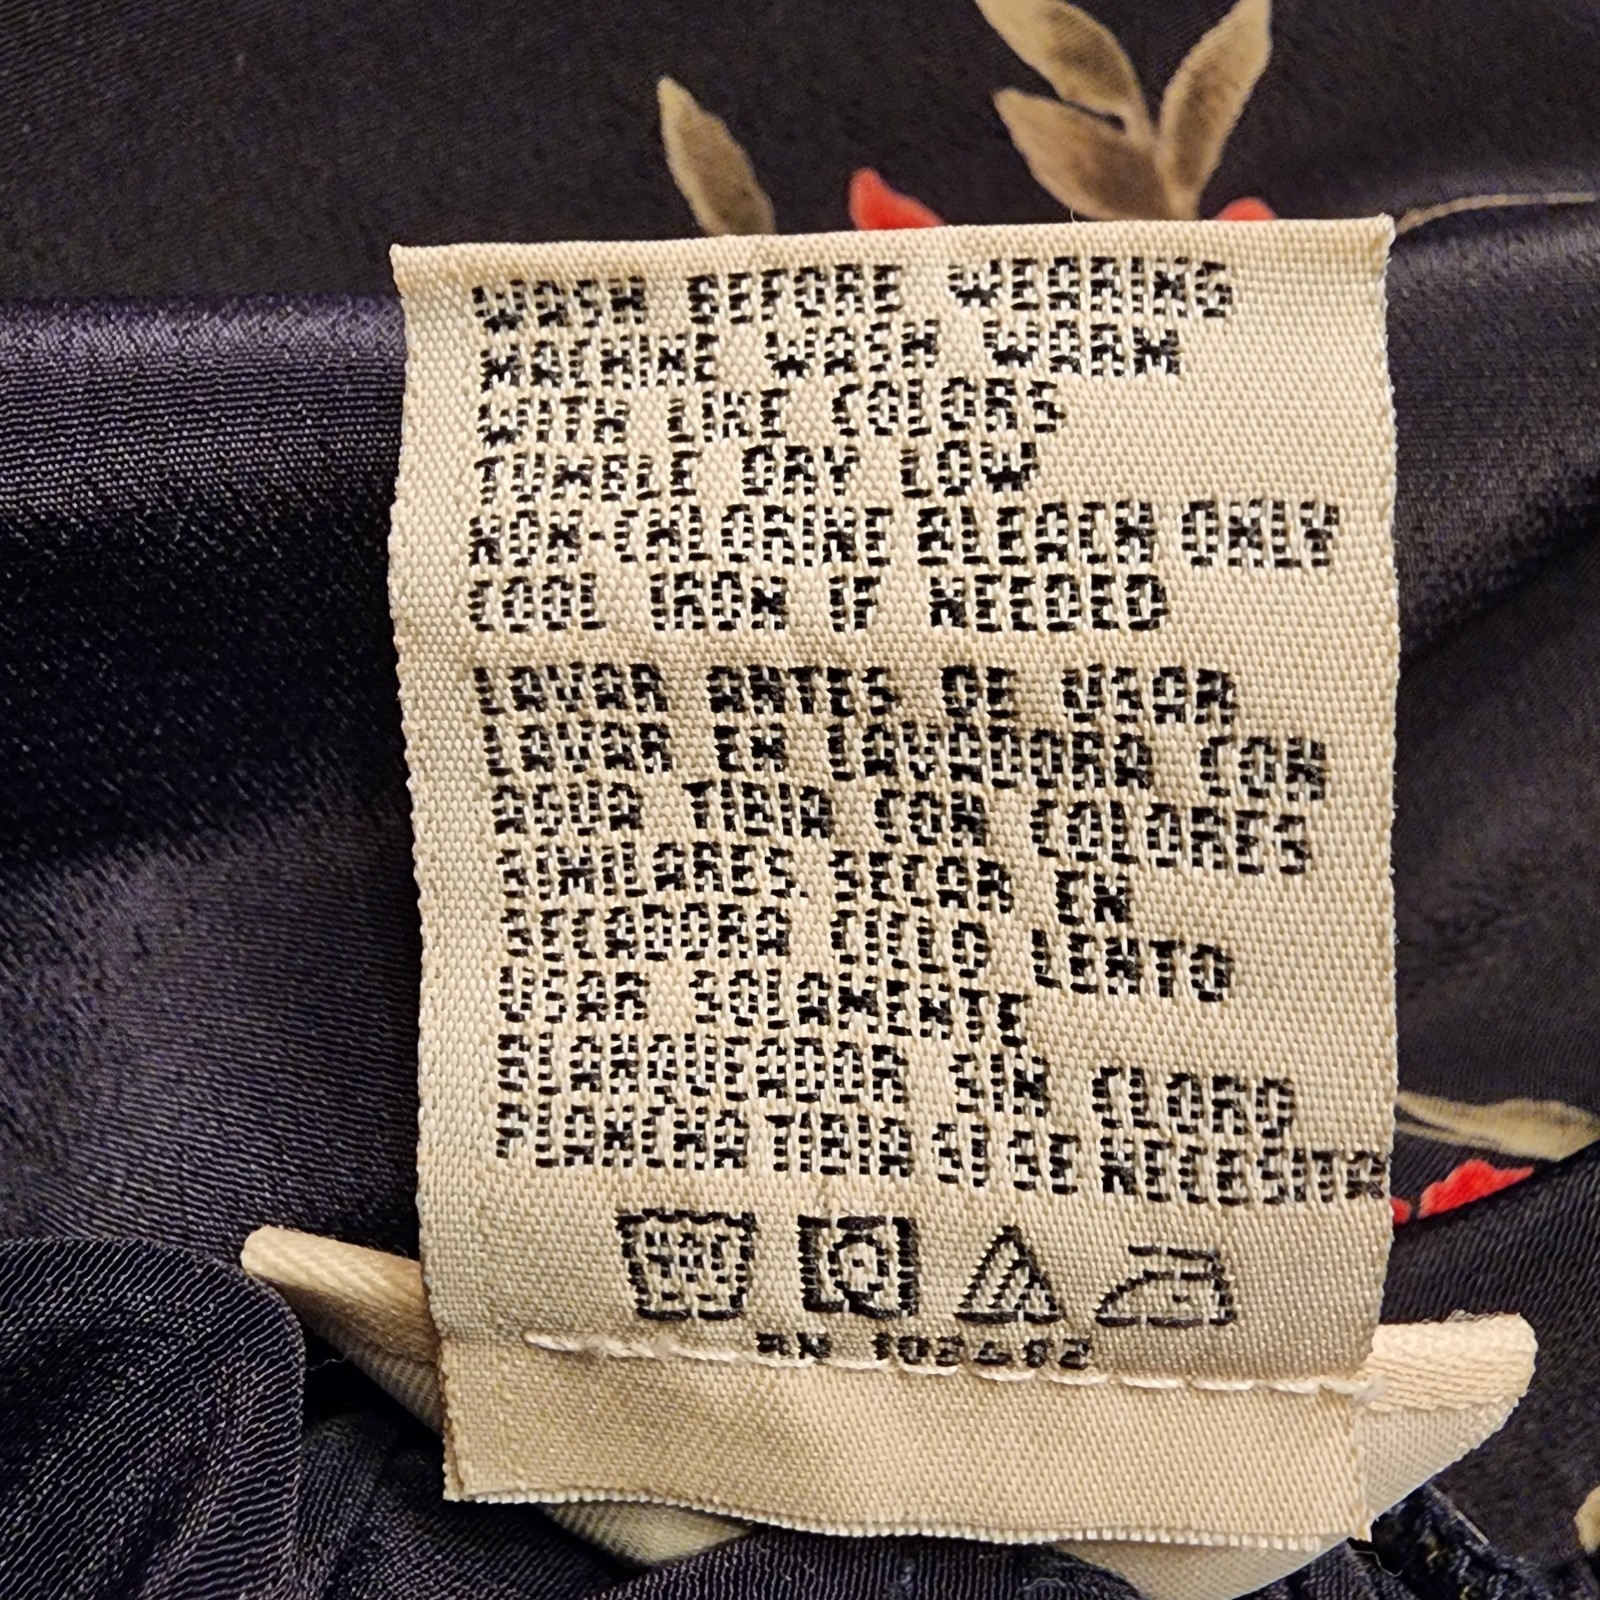 WASH BEFORE WEARING
MACHINE WASH WARM
WITH LIKE COLORS
TUMBLE DRY LOW
NON-CHLORINE BLEACH ONLY
COOL IRON IF NEEDED
LAVAR ANTES DE USAR
LAVAR EN LAVADORA CON
AGUA TIBIA CON COLORES
SIMILARES. SECAR EN
SECADORA CICLO LENTO
USAR SOLAMENTE
BLANQUEADOR SIN CLORO
PLANCHA TIBIA SI SE NECESITA
RN